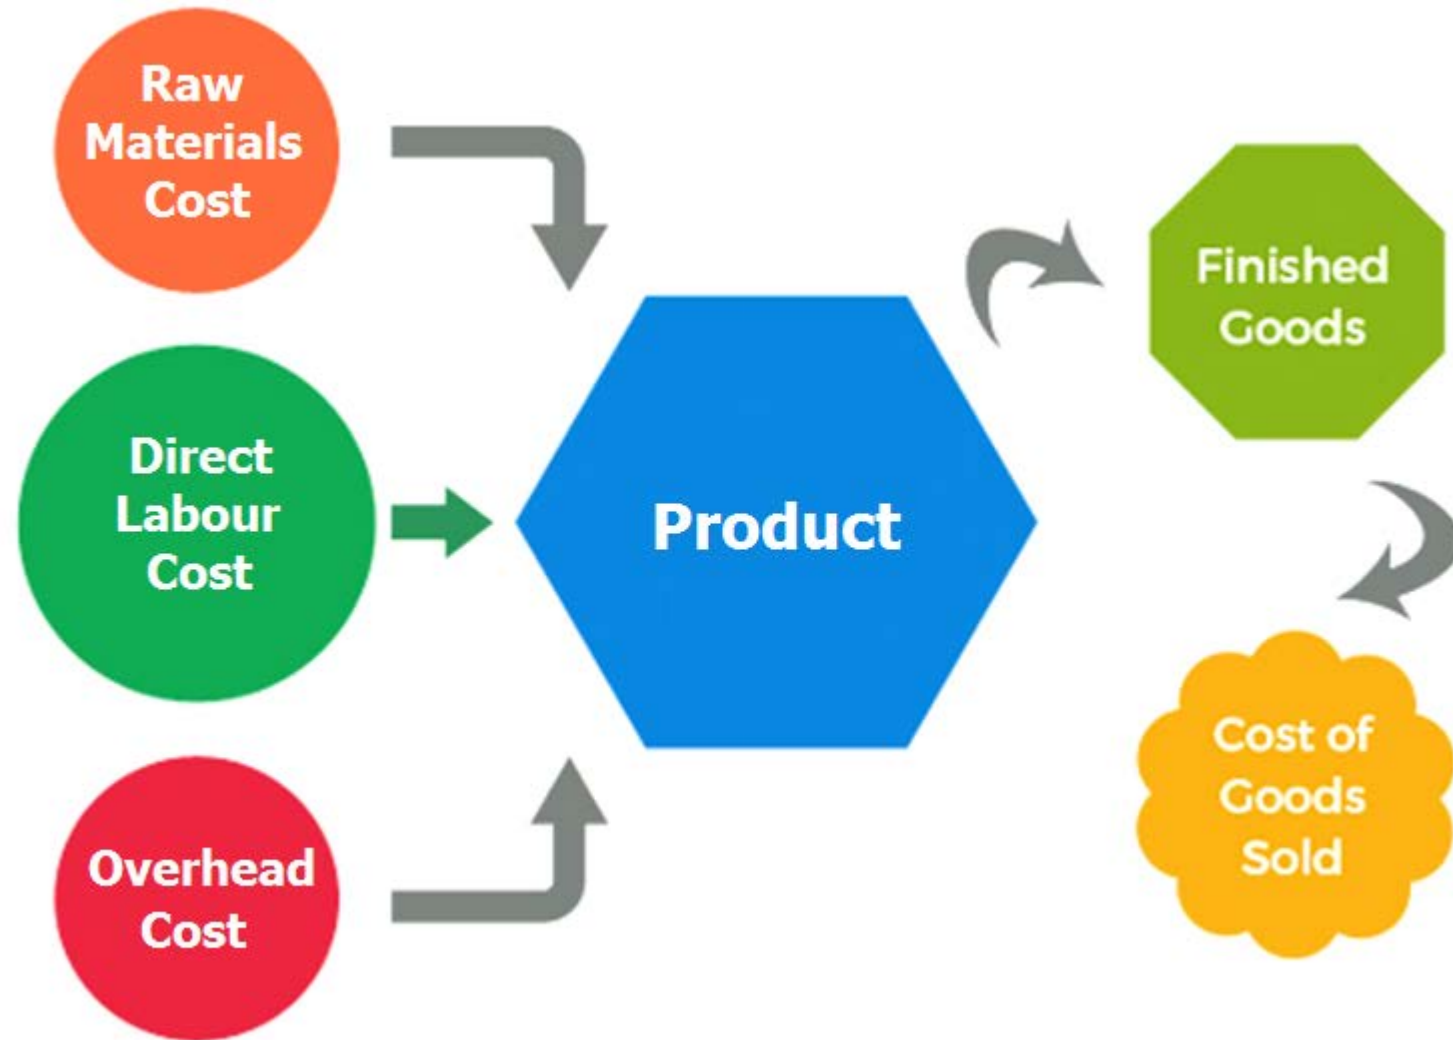 Raw
Materials
Cost
Direct
Labour
Cost
Overhead
Cost
Product
Finished
Goods
Cost of
Goods
Sold